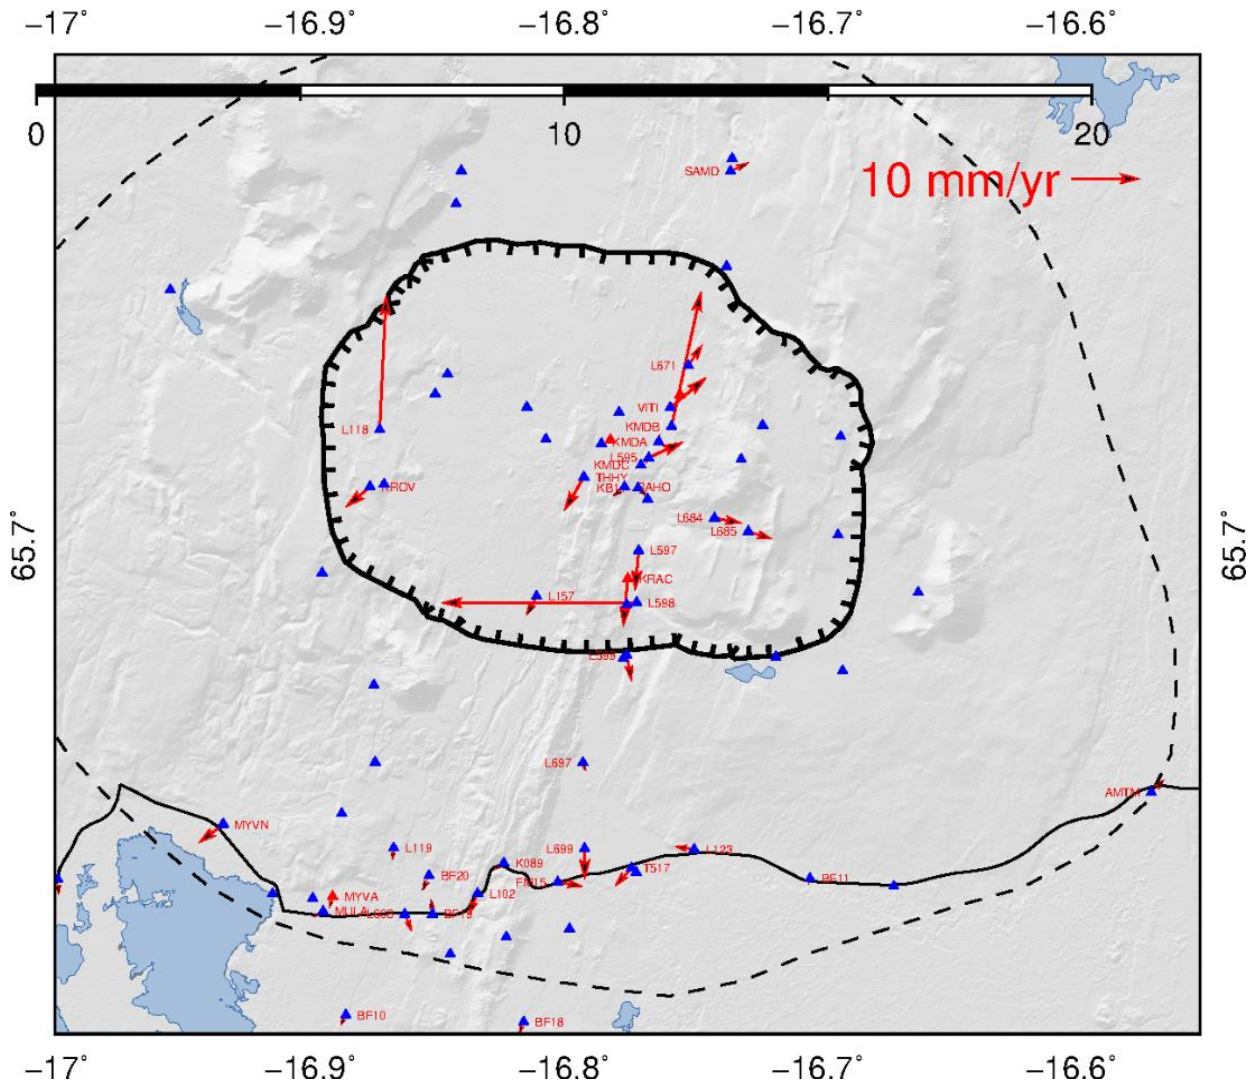 -17° -16.9° -16.8° -16.7° -16.6°
0 10 20
SAMD
10 mm/yr
L671
VITI
L118
KMDB
KMDA
L595
KMDC
THHY
KROV
BAHO
L684
L685
65.7° 65.7°
L597
KRAC
L157
L598
L599
L697
AMTM
MYVN
L119
L699
L123
K089
T517
BF20
FM15
BF11
MYVA
L102
MULA
BF19
BF10
BF18
-17° -16.9° -16.8° -16.7° -16.6°